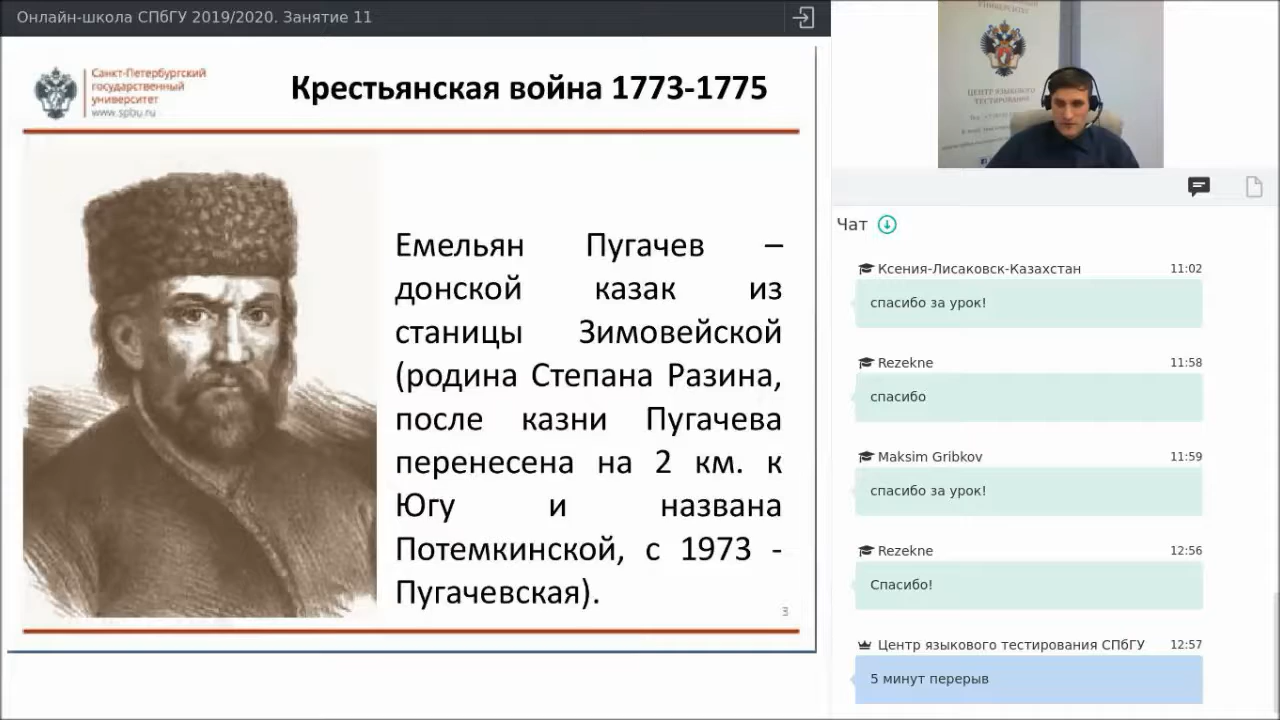 Онлайн-школа СПбГУ 2019/2020. Занятие 11
Санкт-Петербургский
государственный
университет
www.spbu.ru
Крестьянская война 1773-1775
Емельян Пугачев –
донской казак из
станицы Зимовейской
(родина Степана Разина,
после казни Пугачева
перенесена на 2 км. к
Югу и названа
Потемкинской, с 1973 -
Пугачевская).
3
ЦЕНТР ЯЗЫКОВОГО
ТЕСТИРОВАНИЯ
Чат
Ксения-Лисаковск-Казахстан 11:02
спасибо за урок!
Rezekne 11:58
спасибо
Maksim Gribkov 11:59
спасибо за урок!
Rezekne 12:56
Спасибо!
Центр языкового тестирования СПбГУ 12:57
5 минут перерыв